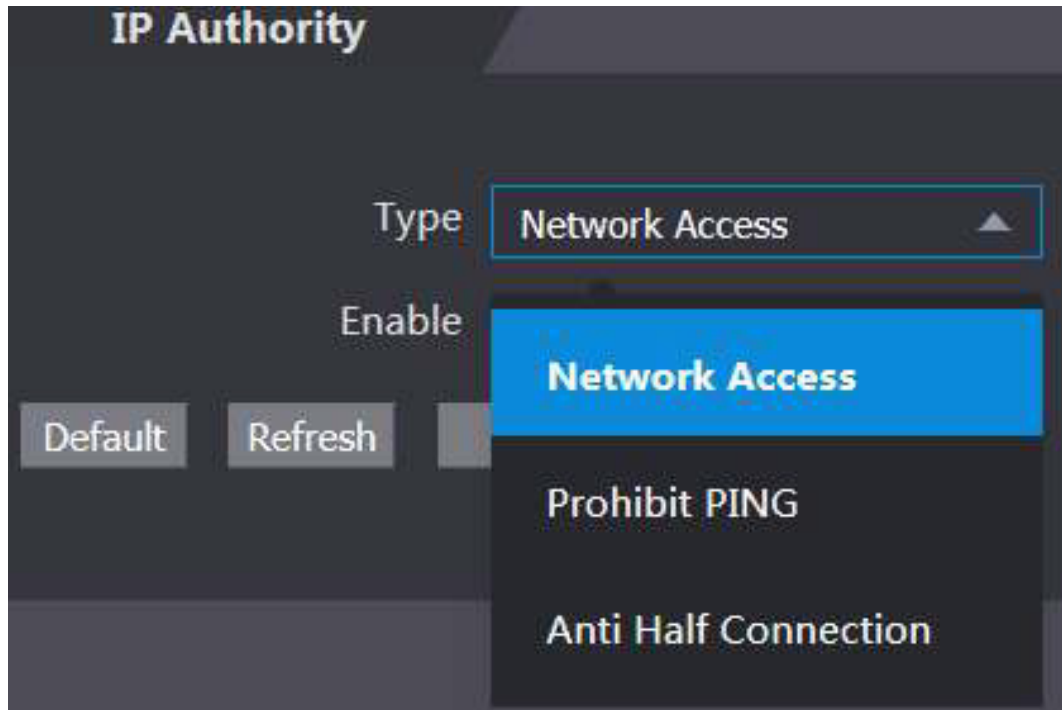 IP Authority
Type Network Access
Enable
Network Access
Default Refresh
Prohibit PING
Anti Half Connection